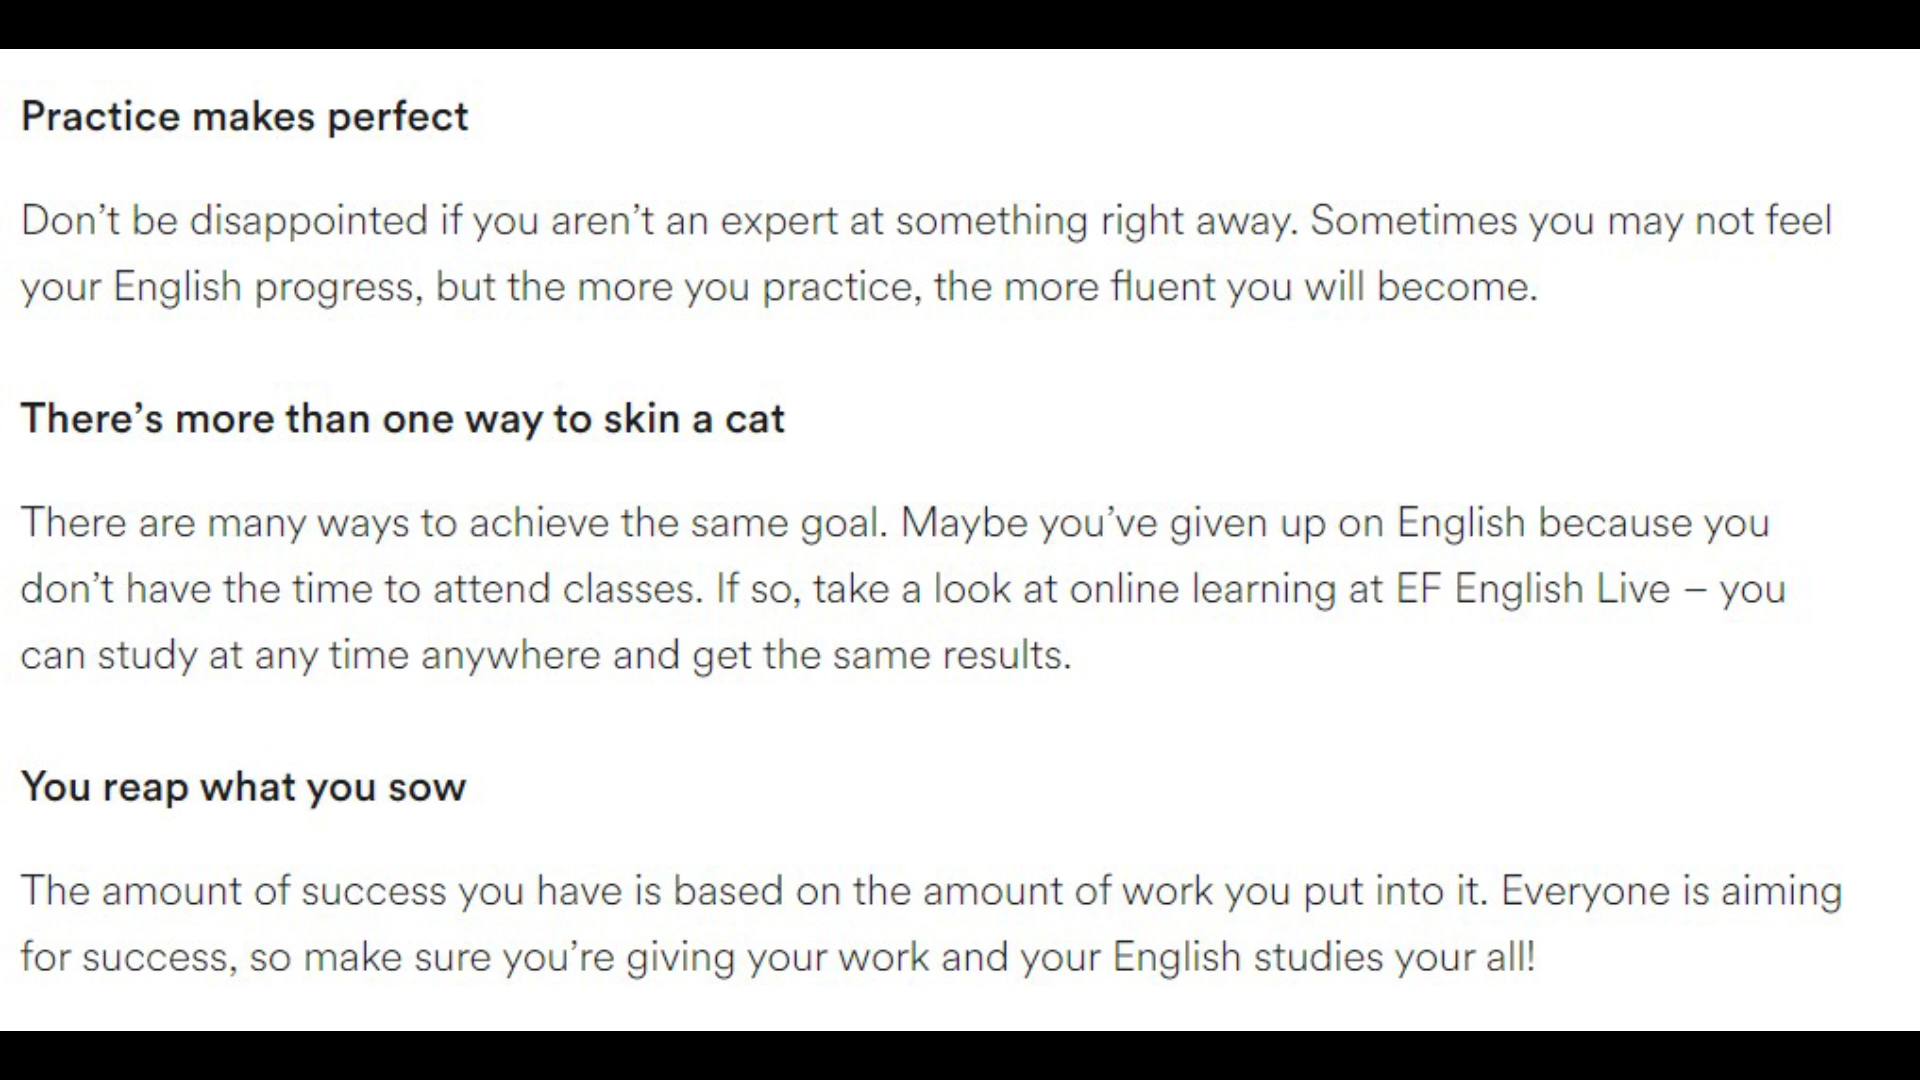 Practice makes perfect
Don’t be disappointed if you aren’t an expert at something right away. Sometimes you may not feel
your English progress, but the more you practice, the more fluent you will become.
There’s more than one way to skin a cat
There are many ways to achieve the same goal. Maybe you’ve given up on English because you
don’t have the time to attend classes. If so, take a look at online learning at EF English Live – you
can study at any time anywhere and get the same results.
You reap what you sow
The amount of success you have is based on the amount of work you put into it. Everyone is aiming
for success, so make sure you’re giving your work and your English studies your all!